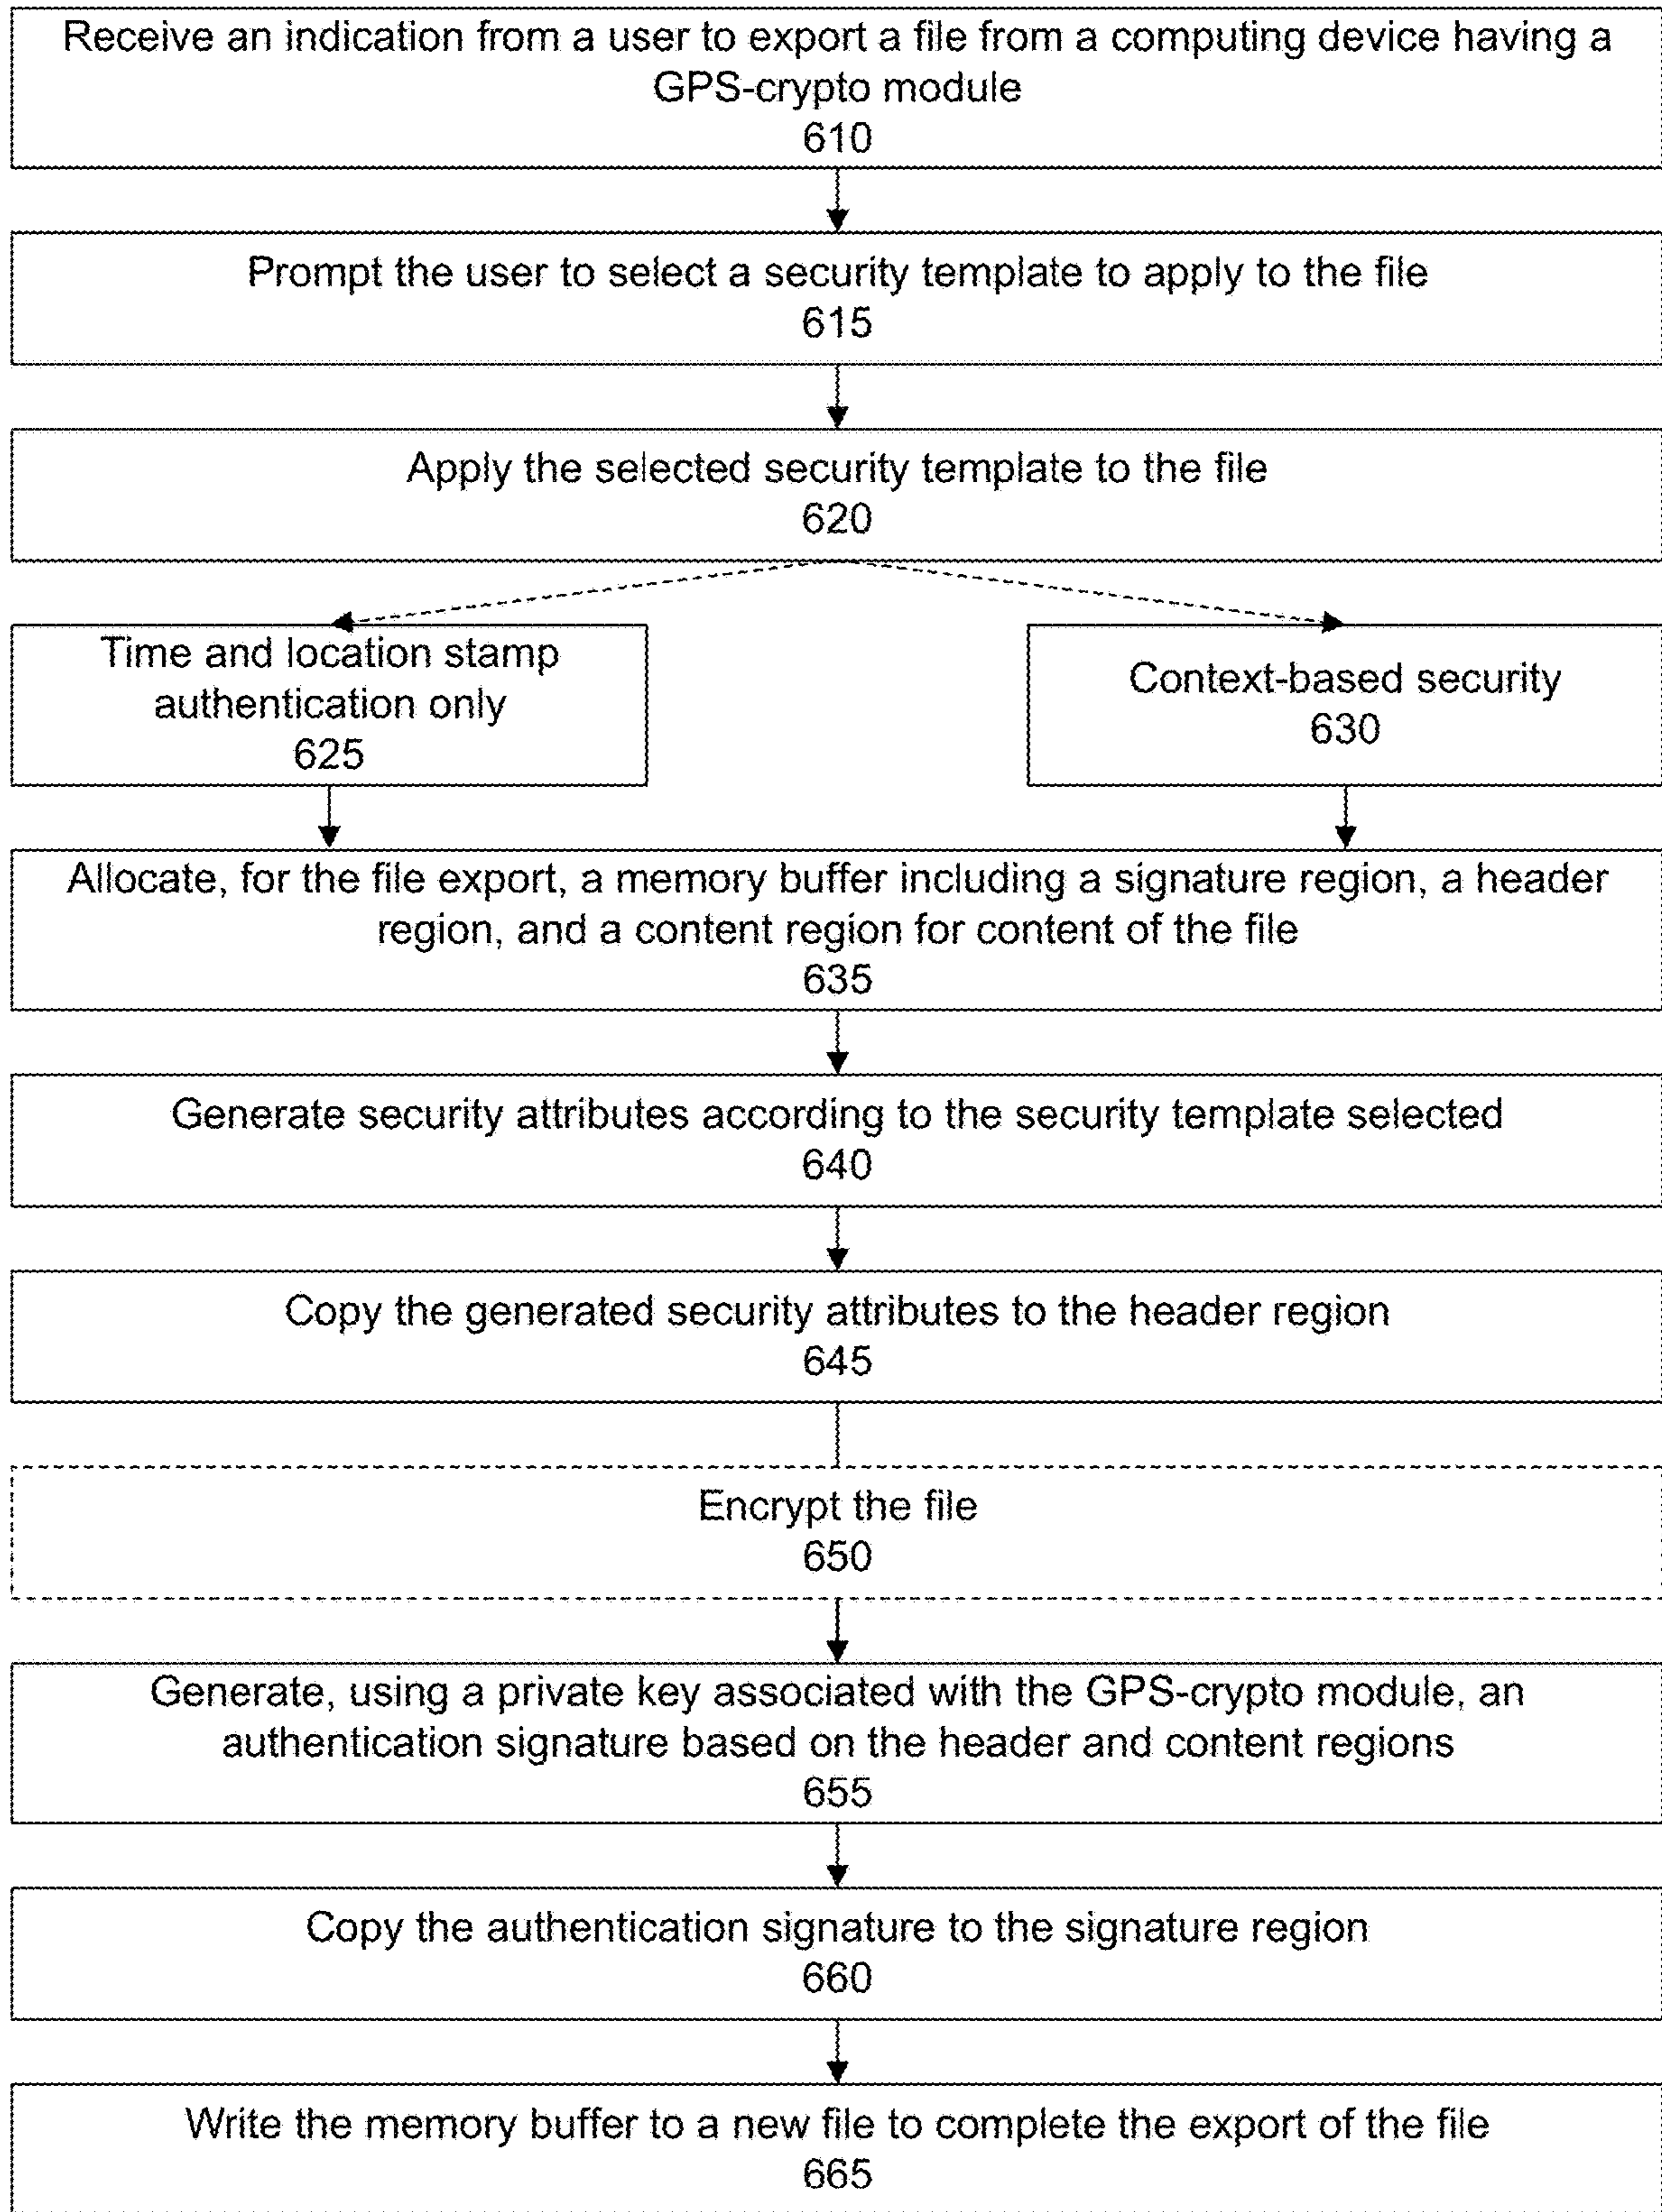 Receive an indication from a user to export a file from a computing device having a
GPS-crypto module
610
Prompt the user to select a security template to apply to the file
615
Apply the selected security template to the file
620
Time and location stamp
authentication only
625
Context-based security
630
Allocate, for the file export, a memory buffer including a signature region, a header
region, and a content region for content of the file
635
Generate security attributes according to the security template selected
640
Copy the generated security attributes to the header region
645
Encrypt the file
650
Generate, using a private key associated with the GPS-crypto module, an
authentication signature based on the header and content regions
655
Copy the authentication signature to the signature region
660
Write the memory buffer to a new file to complete the export of the file
665